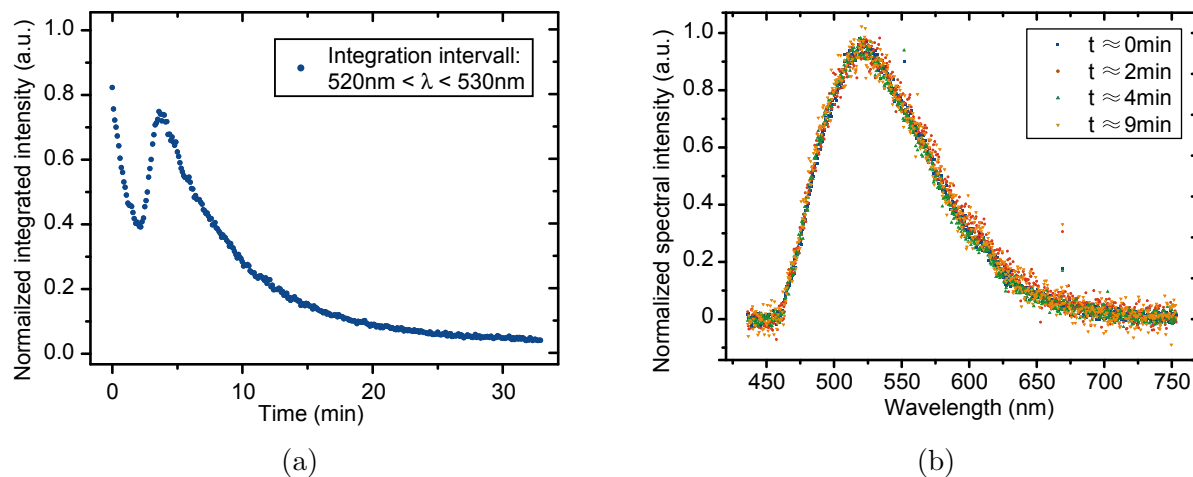 Normailized integrated intensity (a.u.)
1.0
0.8
0.6
0.4
0.2
0.0
Integration intervall:
520nm < λ < 530nm
0 10 20 30
Time (min)
(a)
Normalized spectral intensity (a.u.)
1.0
0.8
0.6
0.4
0.2
0
t ≈0min
t ≈2min
t ≈4min
t ≈9min
450 500 550 600 650 700 750
Wavelength (nm)
(b)